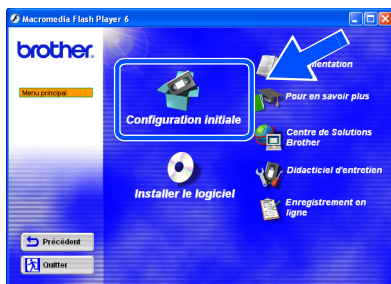 Macromedia Flash Player 6
brother.
Menu principal
Configuration initiale
Installer le logiciel
Pour en savoir plus
Centre de Solutions
Brother
Didacticiel d'entretien
Enregistrement en
ligne
Précédent
Quitter